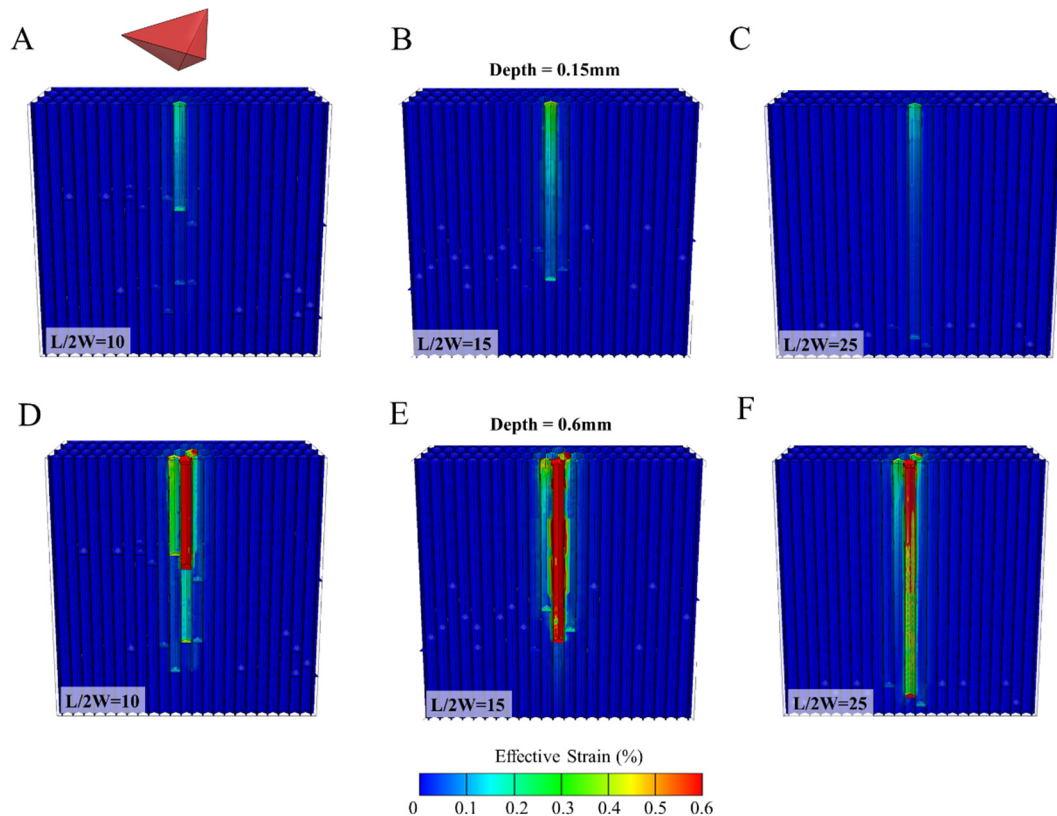 A
B
C
Depth = 0.15mm
L/2W=10
L/2W=15
L/2W=25
D
E
F
Depth = 0.6mm
L/2W=10
L/2W=15
L/2W=25
Effective Strain (%)
0 0.1 0.2 0.3 0.4 0.5 0.6